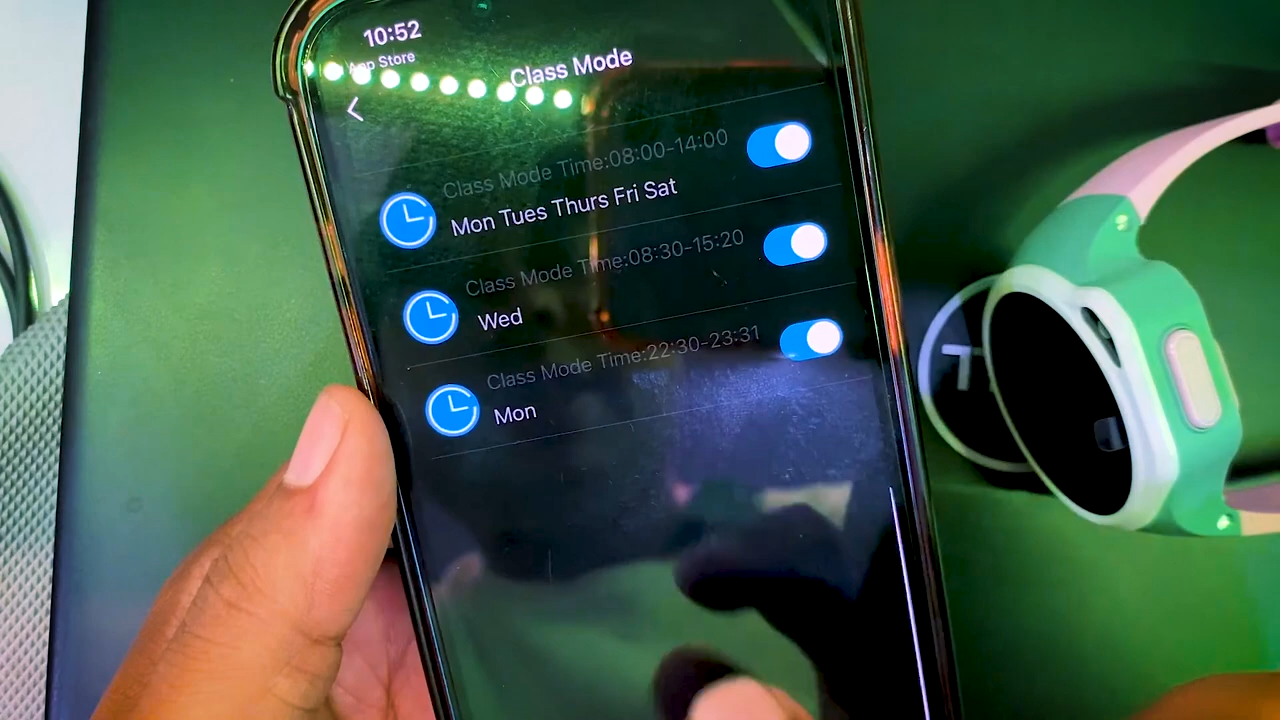 10:52
App Store
Class Mode
Class Mode Time:08:00-14:00
Mon Tues Thurs Fri Sat
Class Mode Time:08:30-15:20
Wed
Class Mode Time:22:30-23:31
Mon